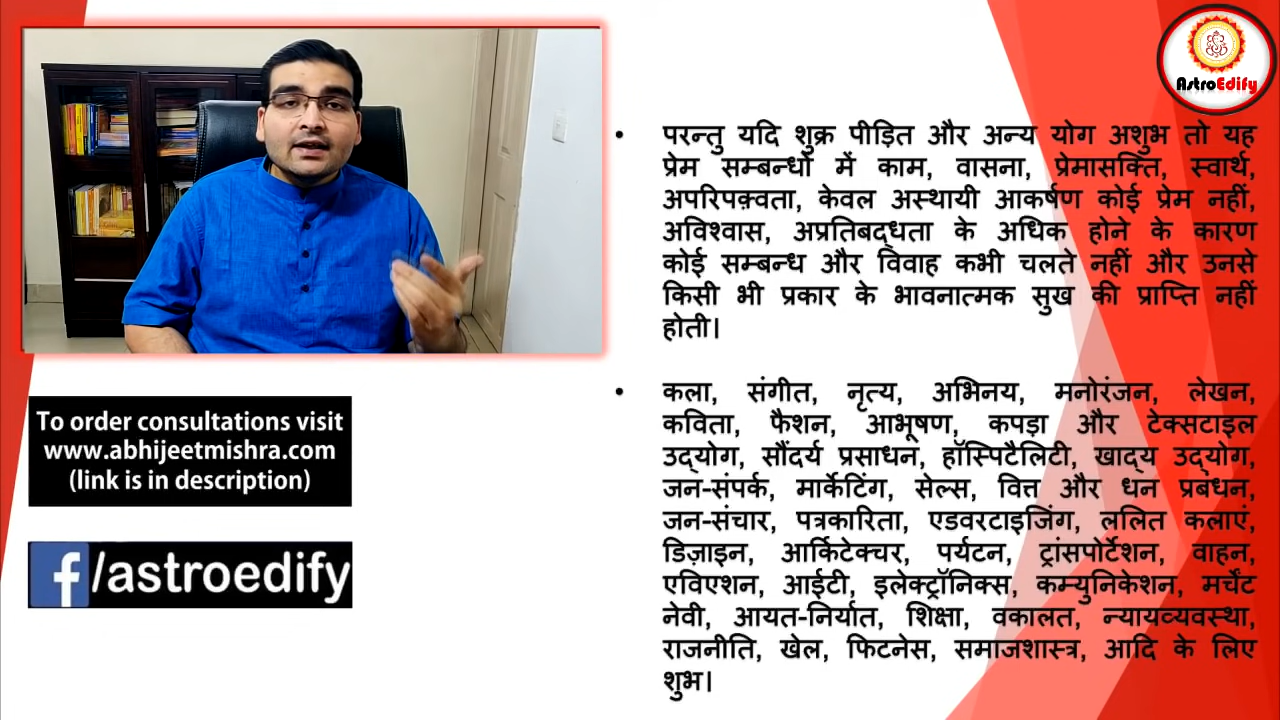 AstroEdify
परन्तु यदि शुक्र पीड़ित और अन्य योग अशुभ तो यह
प्रेम सम्बन्धों में काम, वासना, प्रेमासक्ति, स्वार्थ,
अपरिपक़्वता, केवल अस्थायी आकर्षण कोई प्रेम नहीं,
अविश्वास, अप्रतिबद्धता के अधिक होने के कारण
कोई सम्बन्ध और विवाह कभी चलते नहीं और उनसे
किसी भी प्रकार के भावनात्मक सुख की प्राप्ति नहीं
होती।
कला, संगीत, नृत्य, अभिनय, मनोरंजन, लेखन,
कविता, फैशन, आभूषण, कपड़ा और टेक्सटाइल
उद्योग, सौंदर्य प्रसाधन, हॉस्पिटैलिटी, खाद्य उद्योग,
जन-संपर्क, मार्केटिंग, सेल्स, वित्त और धन प्रबंधन,
जन-संचार, पत्रकारिता, एडवरटाइजिंग, ललित कलाएं,
डिज़ाइन, आर्किटेक्चर, पर्यटन, ट्रांसपोर्टेशन, वाहन,
एविएशन, आईटी, इलेक्ट्रॉनिक्स, कम्युनिकेशन, मर्चेंट
नेवी, आयत-निर्यात, शिक्षा, वकालत, न्यायव्यवस्था,
राजनीति, खेल, फिटनेस, समाजशास्त्र, आदि के लिए
शुभ।
To order consultations visit
www.abhijeetmishra.com
(link is in description)
f/astroedify